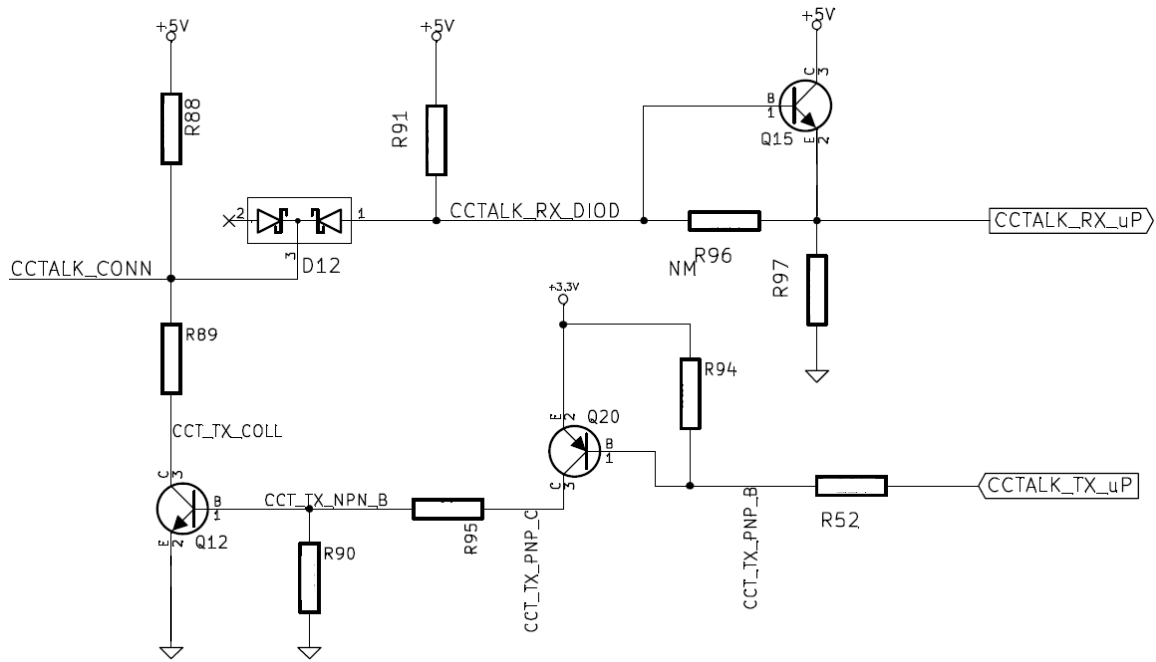 +5V
+5V
+5V
R88
R91
C
3
B
1
Q15
E
2
2
1
CCTALK_RX_DIOD
CCTALK_RX_uP
3
D12
R96
NM
R97
CCTALK_CONN
+3.3V
R89
R94
E
2
Q20
B
1
C
3
CCT_TX_COLL
C
3
B
1
E
2
Q12
CCT_TX_NPN_B
R95
R90
CCT_TX_PNP_C
CCT_TX_PNP_B
R52
CCTALK_TX_uP